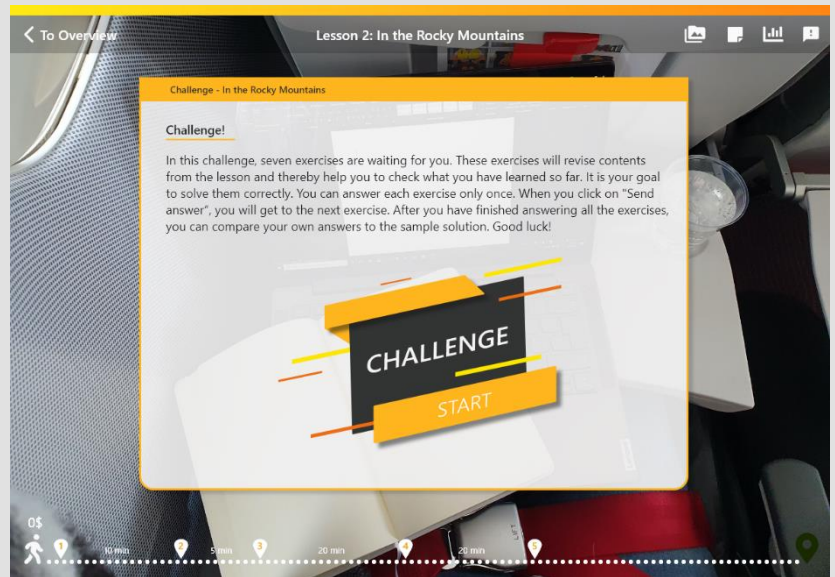 To Overview
Lesson 2: In the Rocky Mountains
Challenge - In the Rocky Mountains
Challenge!
In this challenge, seven exercises are waiting for you. These exercises will revise contents
from the lesson and thereby help you to check what you have learned so far. It is your goal
to solve them correctly. You can answer each exercise only once. When you click on "Send
answer“, you will get to the next exercise. After you have finished answering all the exercises,
you can compare your own answers to the sample solution. Good luck!
CHALLENGE
START
0$
1 10 min 2 5 min 3 20 min 4 20 min 5
LIFT